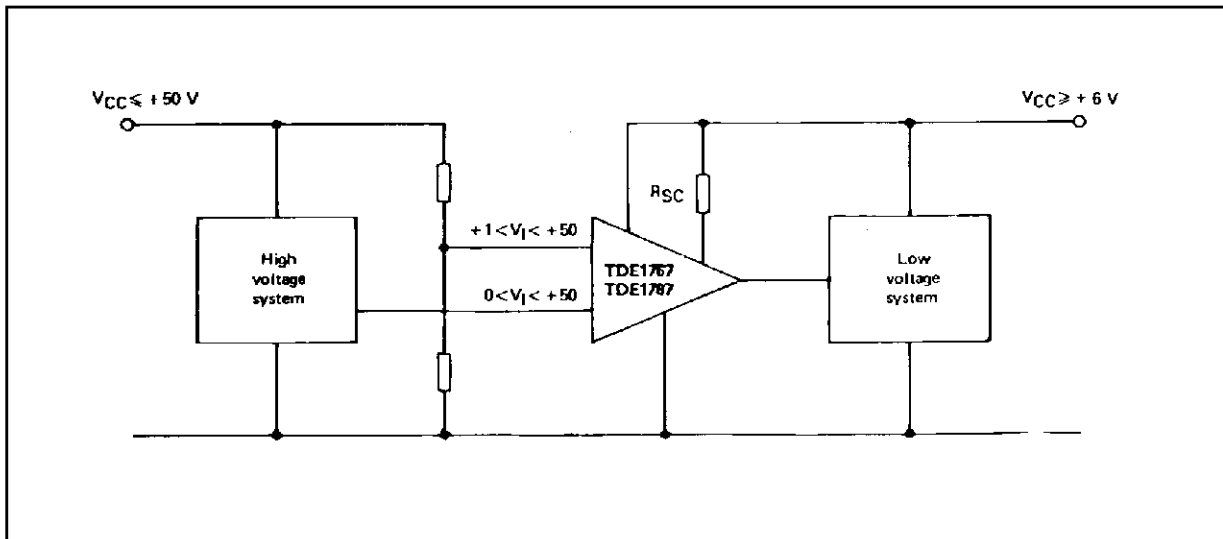 VCC ⩽ + 50 V
VCC ⩾ + 6 V
RSC
+ 1 < VI < + 50
High
voltage
system
TDE1767
TDE1787
Low
voltage
system
0 < VI < + 50